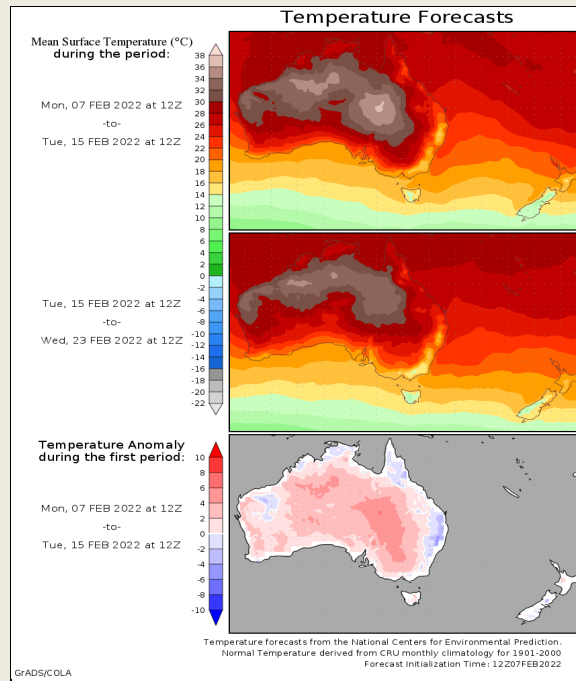 Temperature Forecasts
Mean Surface Temperature (°C)
during the period:
Mon, 07 FEB 2022 at 12Z
-to-
Tue, 15 FEB 2022 at 12Z
38
36
34
32
30
28
26
24
22
20
18
16
14
12
10
8
6
4
2
0
-2
-4
-6
-8
-10
-12
-14
-16
-18
-20
-22
Tue, 15 FEB 2022 at 12Z
-to-
Wed, 23 FEB 2022 at 12Z
Temperature Anomaly
during the first period:
Mon, 07 FEB 2022 at 12Z
-to-
Tue, 15 FEB 2022 at 12Z
10
8
6
4
2
0
-2
-4
-6
-8
-10
Temperature forecasts from the National Centers for Environmental Prediction.
Normal Temperature derived from CRU monthly climatology for 1901-2000
Forecast Initialization Time: 12Z07FEB2022
GrADS/COLA